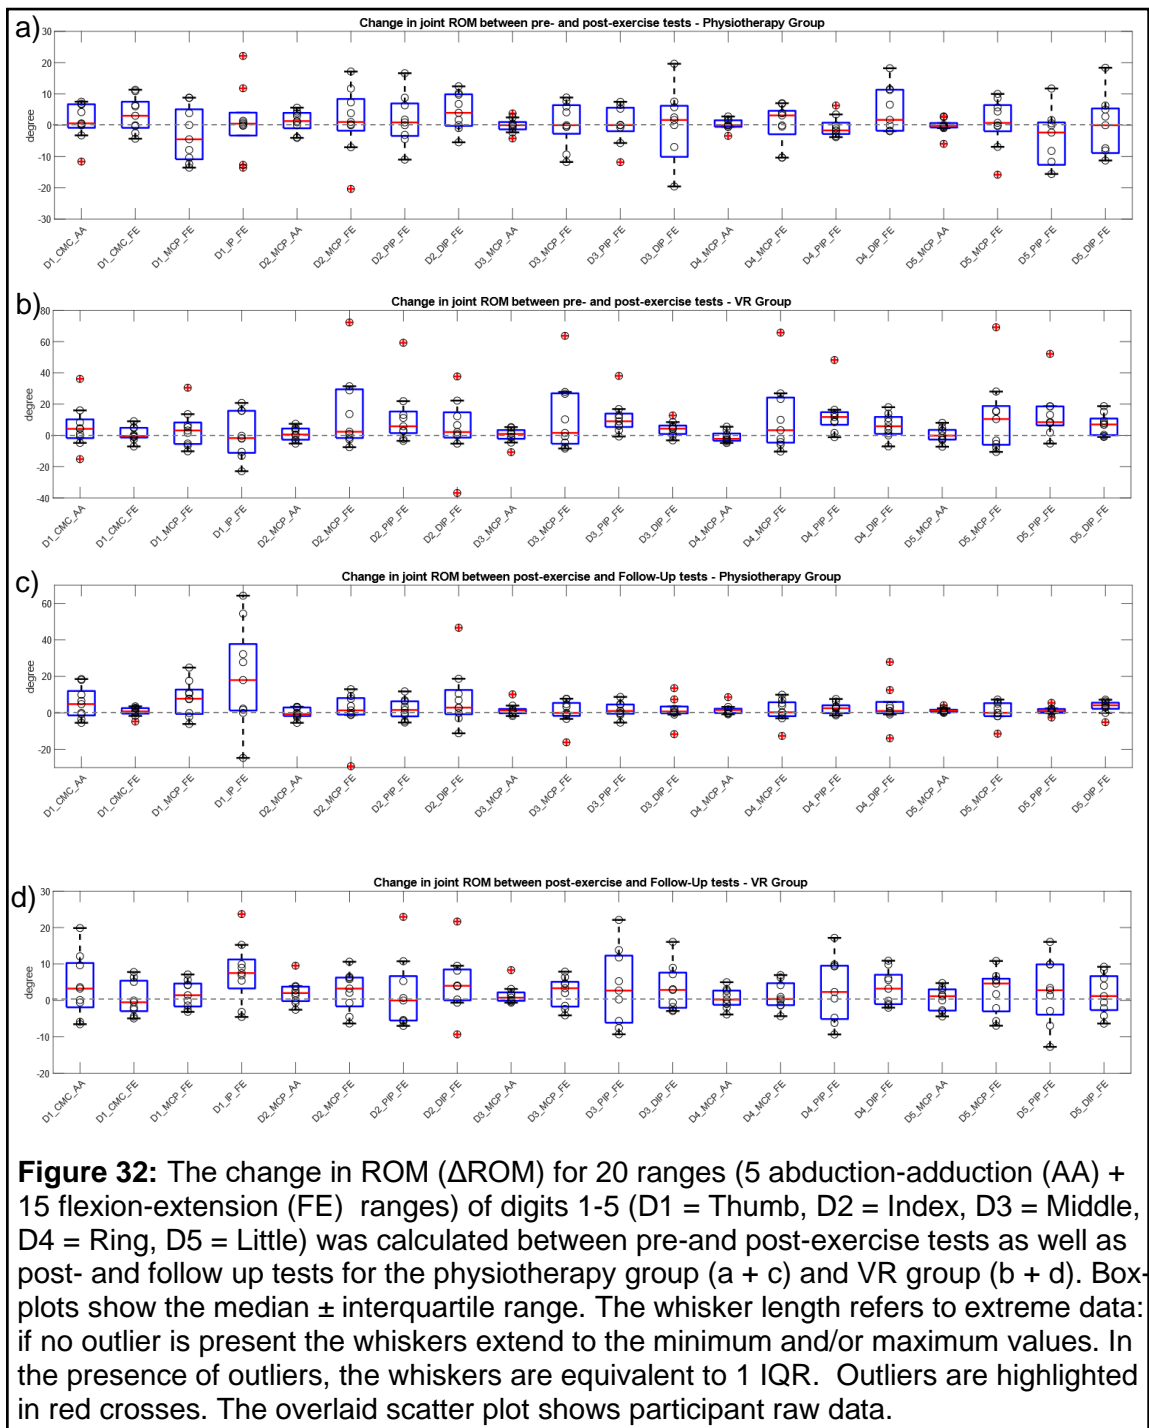 a)
Change in joint ROM between pre- and post-exercise tests - Physiotherapy Group
degree
30
20
10
0
-10
-20
-30
D1_CMC_AA
D1_CMC_FE
D1_MCP_FE
D1_IP_FE
D2_MCP_AA
D2_MCP_FE
D2_PIP_FE
D2_DIP_FE
D3_MCP_AA
D3_MCP_FE
D3_PIP_FE
D3_DIP_FE
D4_MCP_AA
D4_MCP_FE
D4_PIP_FE
D4_DIP_FE
D5_MCP_AA
D5_MCP_FE
D5_PIP_FE
D5_DIP_FE
b)
Change in joint ROM between pre- and post-exercise tests - VR Group
degree
80
60
40
20
0
-20
-40
D1_CMC_AA
D1_CMC_FE
D1_MCP_FE
D1_IP_FE
D2_MCP_AA
D2_MCP_FE
D2_PIP_FE
D2_DIP_FE
D3_MCP_AA
D3_MCP_FE
D3_PIP_FE
D3_DIP_FE
D4_MCP_AA
D4_MCP_FE
D4_PIP_FE
D4_DIP_FE
D5_MCP_AA
D5_MCP_FE
D5_PIP_FE
D5_DIP_FE
c)
Change in joint ROM between post-exercise and Follow-Up tests - Physiotherapy Group
degree
60
40
20
0
-20
D1_CMC_AA
D1_CMC_FE
D1_MCP_FE
D1_IP_FE
D2_MCP_AA
D2_MCP_FE
D2_PIP_FE
D2_DIP_FE
D3_MCP_AA
D3_MCP_FE
D3_PIP_FE
D3_DIP_FE
D4_MCP_AA
D4_MCP_FE
D4_PIP_FE
D4_DIP_FE
D5_MCP_AA
D5_MCP_FE
D5_PIP_FE
D5_DIP_FE
d)
Change in joint ROM between post-exercise and Follow-Up tests - VR Group
degree
30
20
10
0
-10
-20
D1_CMC_AA
D1_CMC_FE
D1_MCP_FE
D1_IP_FE
D2_MCP_AA
D2_MCP_FE
D2_PIP_FE
D2_DIP_FE
D3_MCP_AA
D3_MCP_FE
D3_PIP_FE
D3_DIP_FE
D4_MCP_AA
D4_MCP_FE
D4_PIP_FE
D4_DIP_FE
D5_MCP_AA
D5_MCP_FE
D5_PIP_FE
D5_DIP_FE
Figure 32: The change in ROM (ΔROM) for 20 ranges (5 abduction-adduction (AA) +
15 flexion-extension (FE) ranges) of digits 1-5 (D1 = Thumb, D2 = Index, D3 = Middle,
D4 = Ring, D5 = Little) was calculated between pre-and post-exercise tests as well as
post- and follow up tests for the physiotherapy group (a + c) and VR group (b + d). Box-
plots show the median ± interquartile range. The whisker length refers to extreme data:
if no outlier is present the whiskers extend to the minimum and/or maximum values. In
the presence of outliers, the whiskers are equivalent to 1 IQR. Outliers are highlighted
in red crosses. The overlaid scatter plot shows participant raw data.